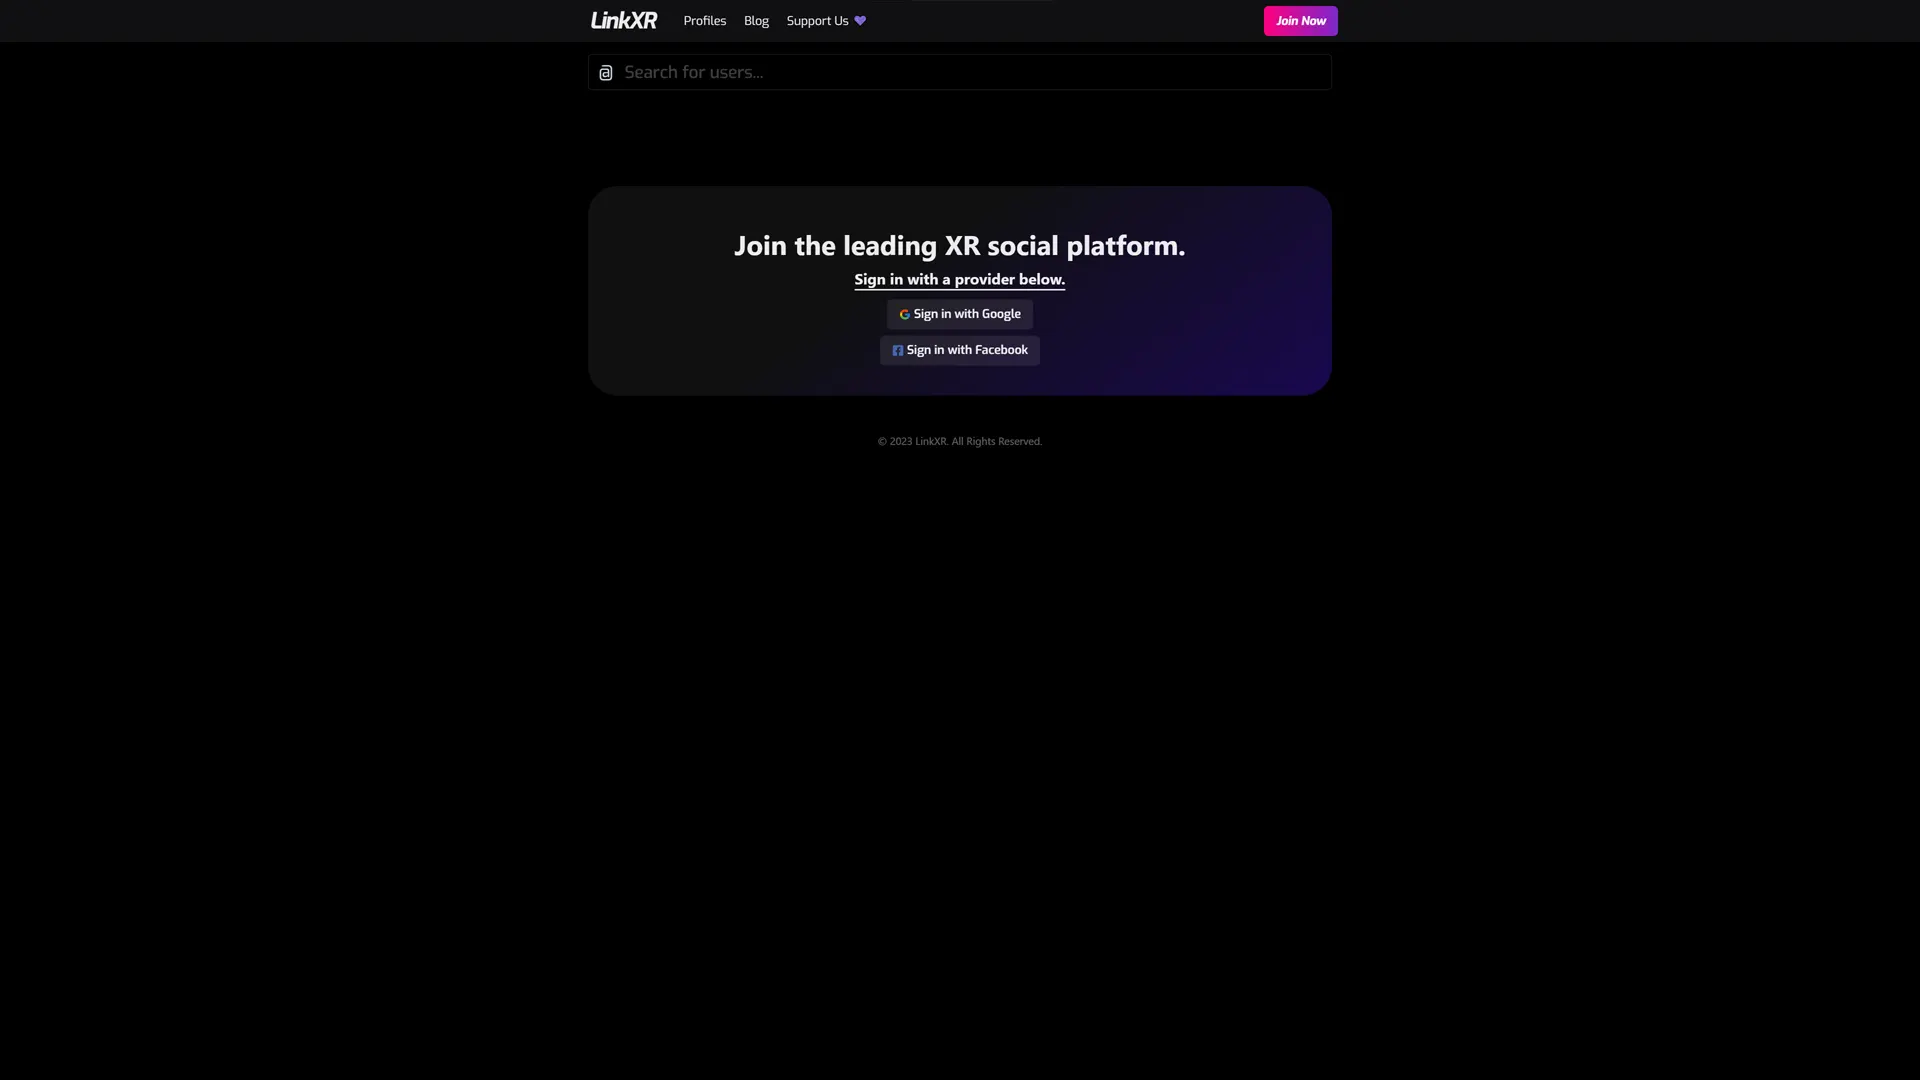 LinkXR Profiles Blog Support Us Join Now
Search for users...
Join the leading XR social platform.
Sign in with a provider below.
Sign in with Google
Sign in with Facebook
© 2023 LinkXR. All Rights Reserved.